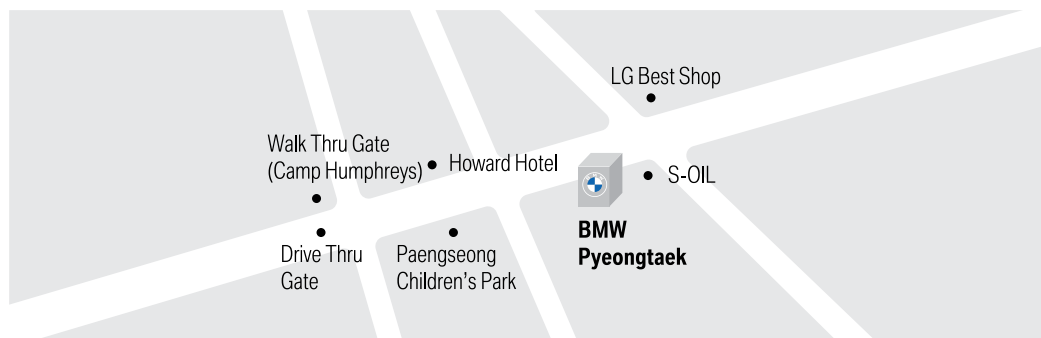 LG Best Shop
Walk Thru Gate
(Camp Humphreys)
Howard Hotel
S-OIL
BMW
Pyeongtaek
Drive Thru
Gate
Paengseong
Children's Park